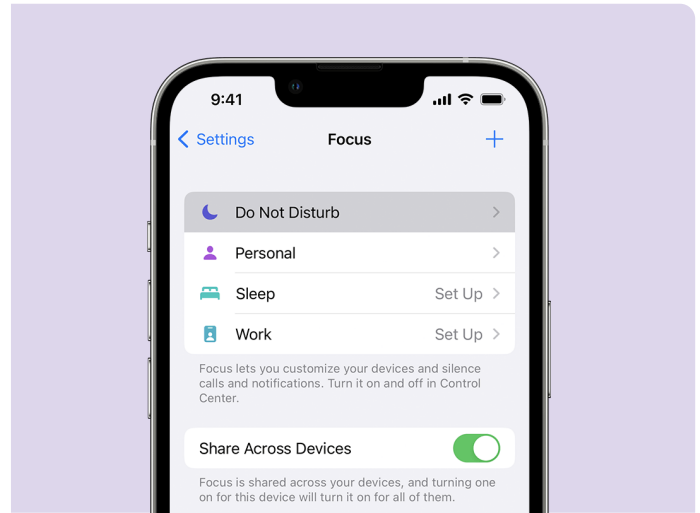 9:41
Settings
Focus
Do Not Disturb
Personal
Sleep Set Up
Work Set Up
Focus lets you customize your devices and silence
calls and notifications. Turn it on and off in Control
Center.
Share Across Devices
Focus is shared across your devices, and turning one
on for this device will turn it on for all of them.